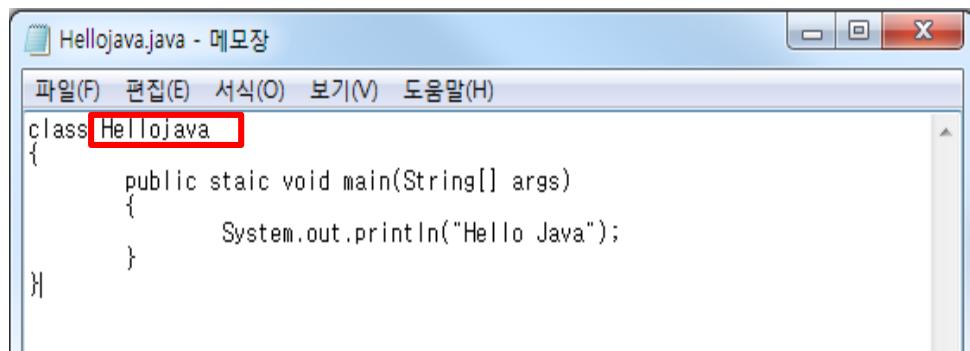 Hellojava.java - 메모장
파일(F) 편집(E) 서식(O) 보기(V) 도움말(H)
class Hellojava
{
public staic void main(String[] args)
{
System.out.println("Hello Java");
}
}